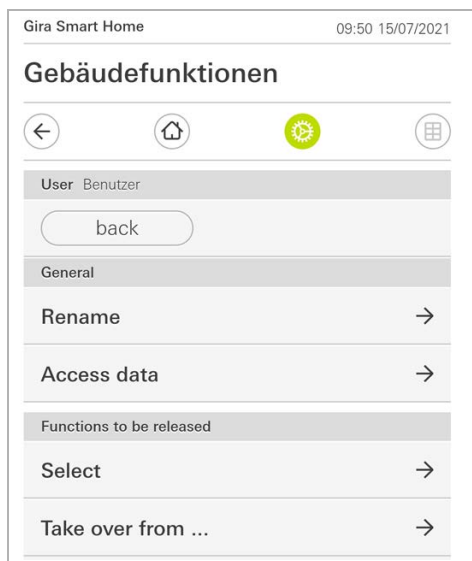 Gira Smart Home 09:50 15/07/2021
Gebäudefunktionen
User Benutzer
back
General
Rename
Access data
Functions to be released
Select
Take over from ...